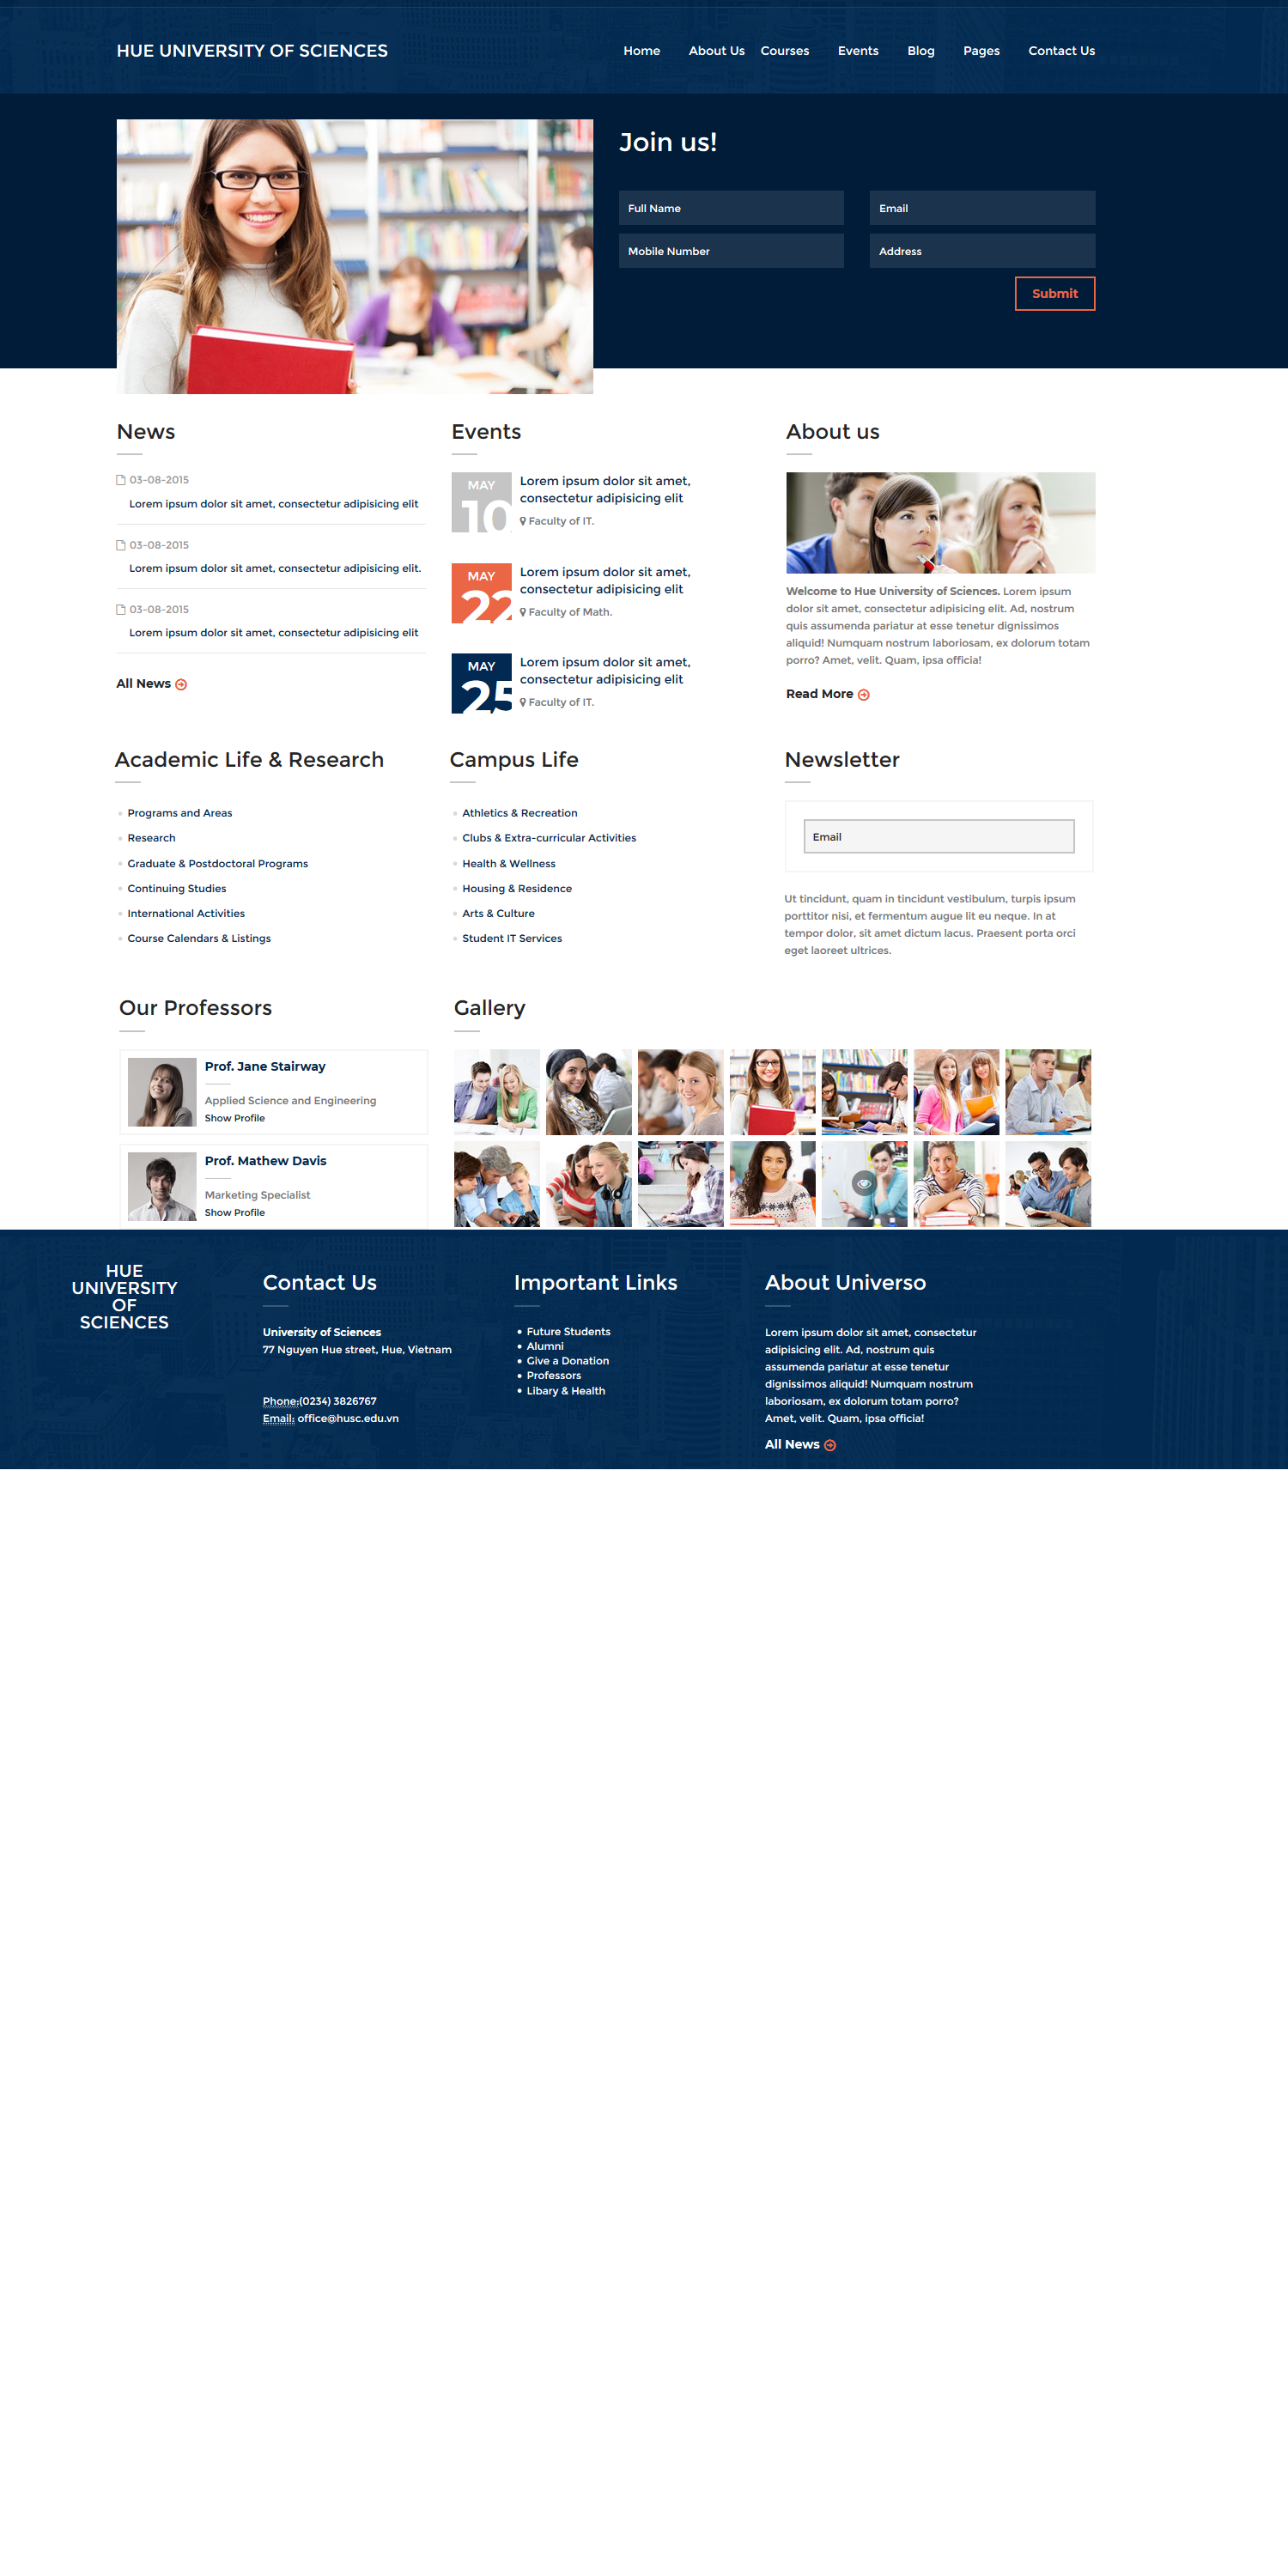 HUE UNIVERSITY OF SCIENCES
Home About Us Courses Events Blog Pages Contact Us
Join us!
Full Name
Email
Mobile Number
Address
Submit
News
03-08-2015
Lorem ipsum dolor sit amet, consectetur adipisicing elit
03-08-2015
Lorem ipsum dolor sit amet, consectetur adipisicing elit.
03-08-2015
Lorem ipsum dolor sit amet, consectetur adipisicing elit
All News
Events
MAY
10
Lorem ipsum dolor sit amet,
consectetur adipisicing elit
Faculty of IT.
MAY
22
Lorem ipsum dolor sit amet,
consectetur adipisicing elit
Faculty of Math.
MAY
25
Lorem ipsum dolor sit amet,
consectetur adipisicing elit
Faculty of IT.
About us
Welcome to Hue University of Sciences. Lorem ipsum
dolor sit amet, consectetur adipisicing elit. Ad, nostrum
quis assumenda pariatur at esse tenetur dignissimos
aliquid! Numquam nostrum laboriosam, ex dolorum totam
porro? Amet, velit. Quam, ipsa officia!
Read More
Academic Life & Research
Programs and Areas
Research
Graduate & Postdoctoral Programs
Continuing Studies
International Activities
Course Calendars & Listings
Campus Life
Athletics & Recreation
Clubs & Extra-curricular Activities
Health & Wellness
Housing & Residence
Arts & Culture
Student IT Services
Newsletter
Email
Ut tincidunt, quam in tincidunt vestibulum, turpis ipsum
porttitor nisi, et fermentum augue lit eu neque. In at
tempor dolor, sit amet dictum lacus. Praesent porta orci
eget laoreet ultrices.
Our Professors
Prof. Jane Stairway
Applied Science and Engineering
Show Profile
Prof. Mathew Davis
Marketing Specialist
Show Profile
Gallery
HUE
UNIVERSITY
OF
SCIENCES
Contact Us
University of Sciences
77 Nguyen Hue street, Hue, Vietnam
Phone:(0234) 3826767
Email: office@husc.edu.vn
Important Links
Future Students
Alumni
Give a Donation
Professors
Libary & Health
About Universo
Lorem ipsum dolor sit amet, consectetur
adipisicing elit. Ad, nostrum quis
assumenda pariatur at esse tenetur
dignissimos aliquid! Numquam nostrum
laboriosam, ex dolorum totam porro?
Amet, velit. Quam, ipsa officia!
All News